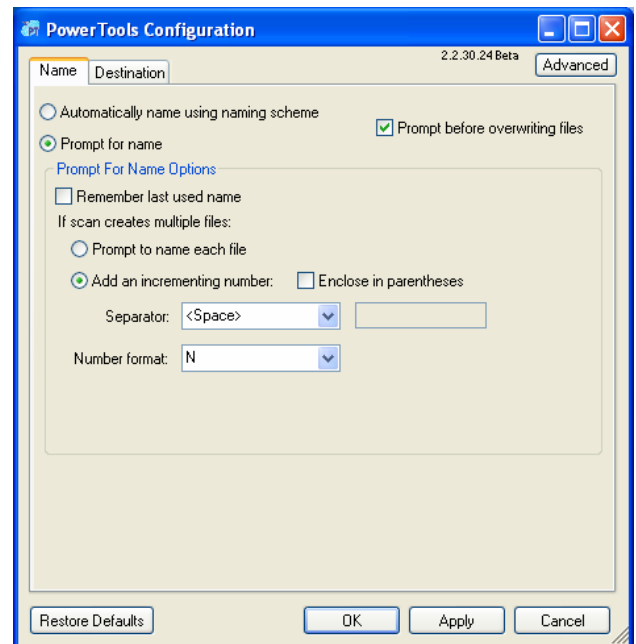 PowerTools Configuration
2.2.30.24 Beta
Advanced
Name
Destination
Automatically name using naming scheme
Prompt before overwriting files
Prompt for name
Prompt For Name Options
Remember last used name
If scan creates multiple files:
Prompt to name each file
Add an incrementing number:
Enclose in parentheses
Separator:
<Space>
Number format:
N
Restore Defaults
OK
Apply
Cancel